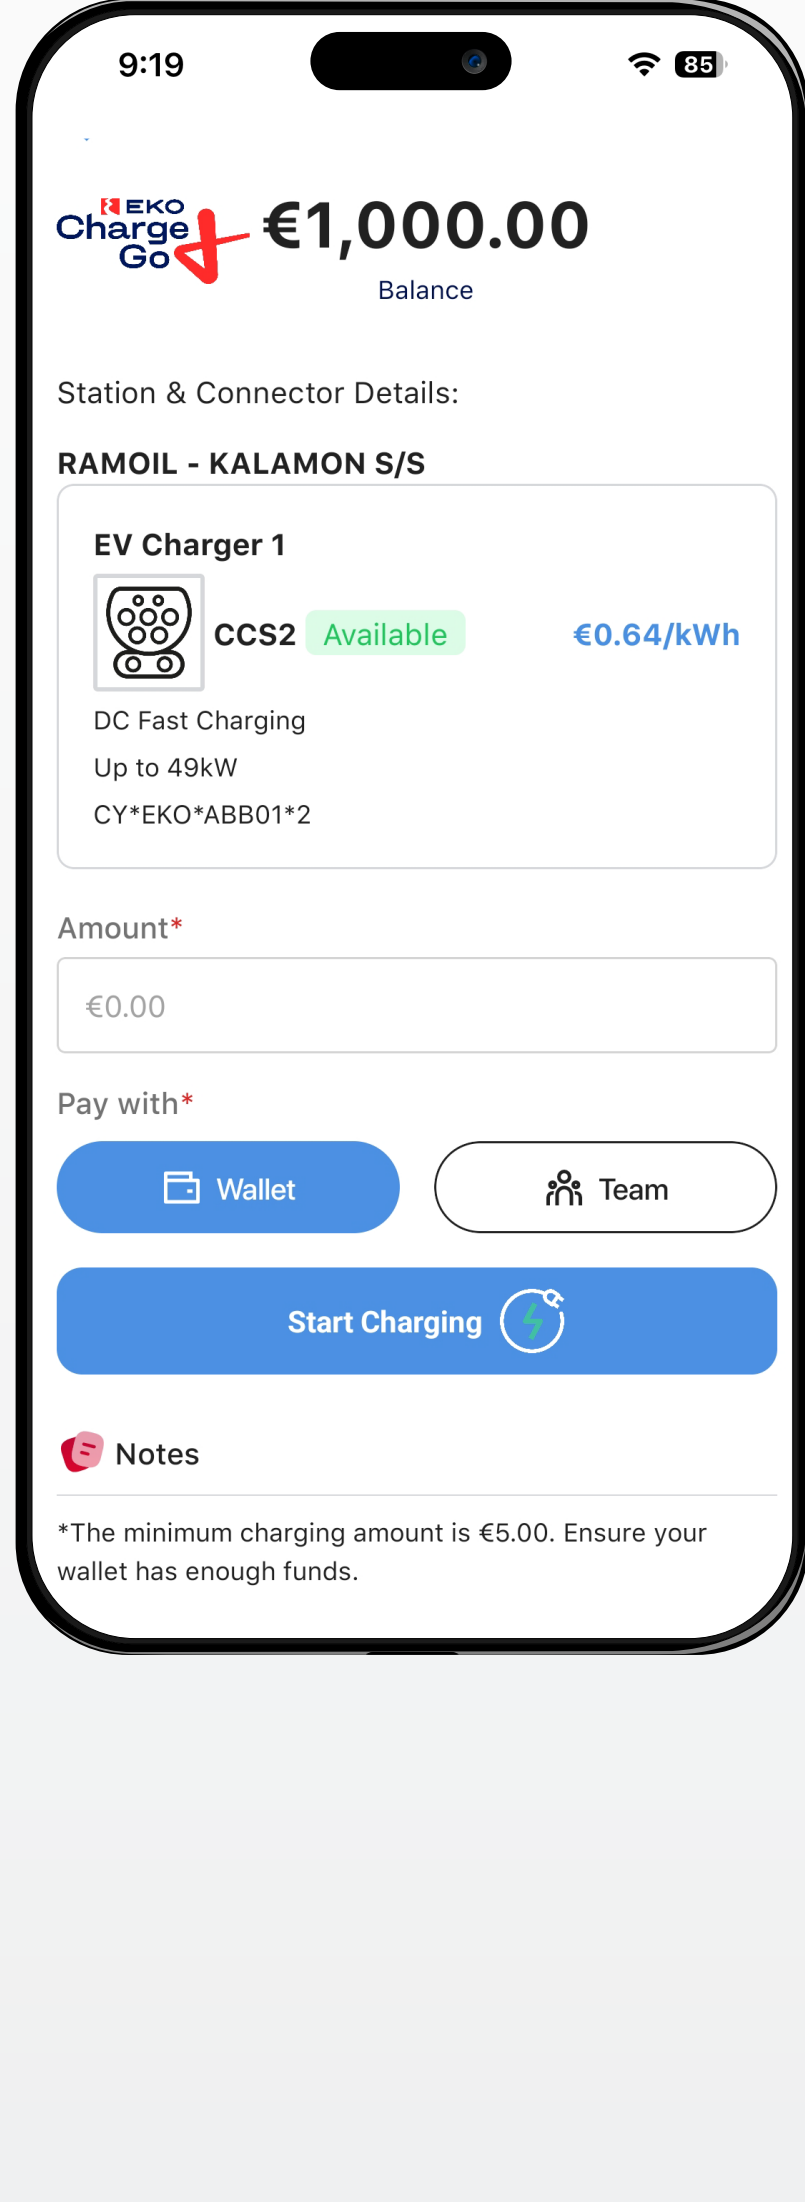 9:19
85
EKO
Charge
Go
€1,000.00
Balance
Station & Connector Details:
RAMOIL - KALAMON S/S
EV Charger 1
CCS2 Available €0.64/kWh
DC Fast Charging
Up to 49kW
CY*EKO*ABB01*2
Amount*
€0.00
Pay with*
Wallet Team
Start Charging
Notes
*The minimum charging amount is €5.00. Ensure your
wallet has enough funds.